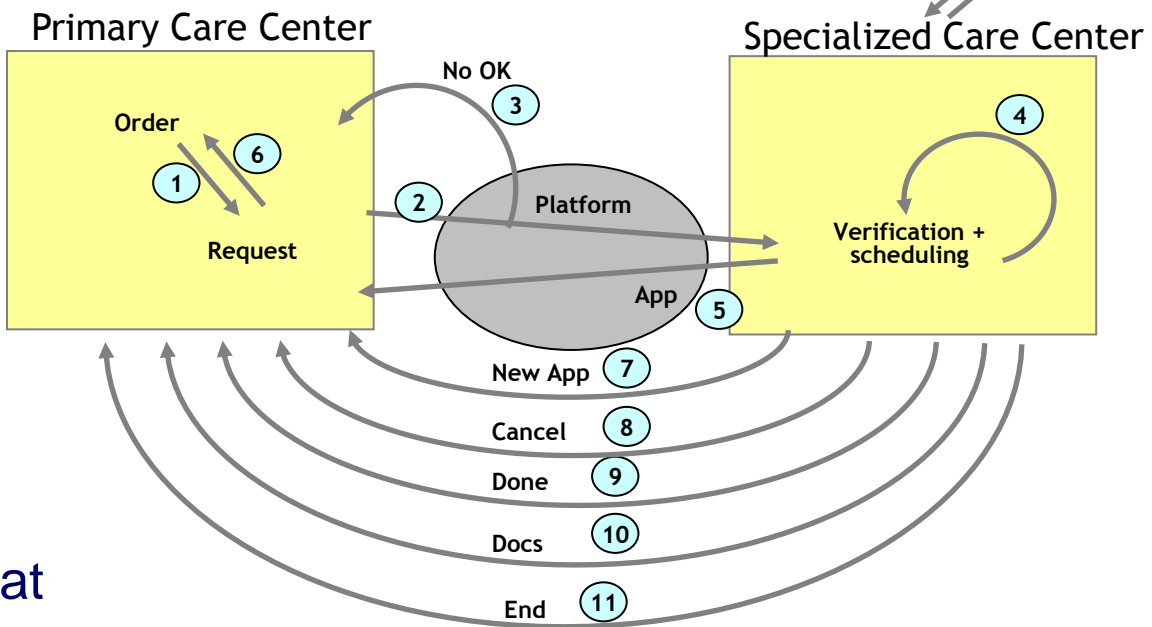 Primary Care Center
Specialized Care Center
No OK
3
4
Order
6
1
2
Platform
Request
Verification +
scheduling
App
5
New App
7
Cancel
8
Done
9
Docs
10
at
End
11